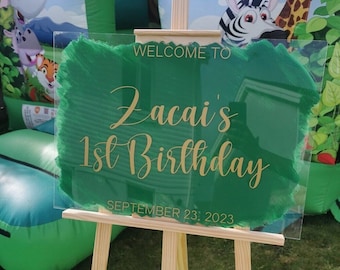 WELCOME TO
Zacai's
1st Birthday
SEPTEMBER 23, 2023